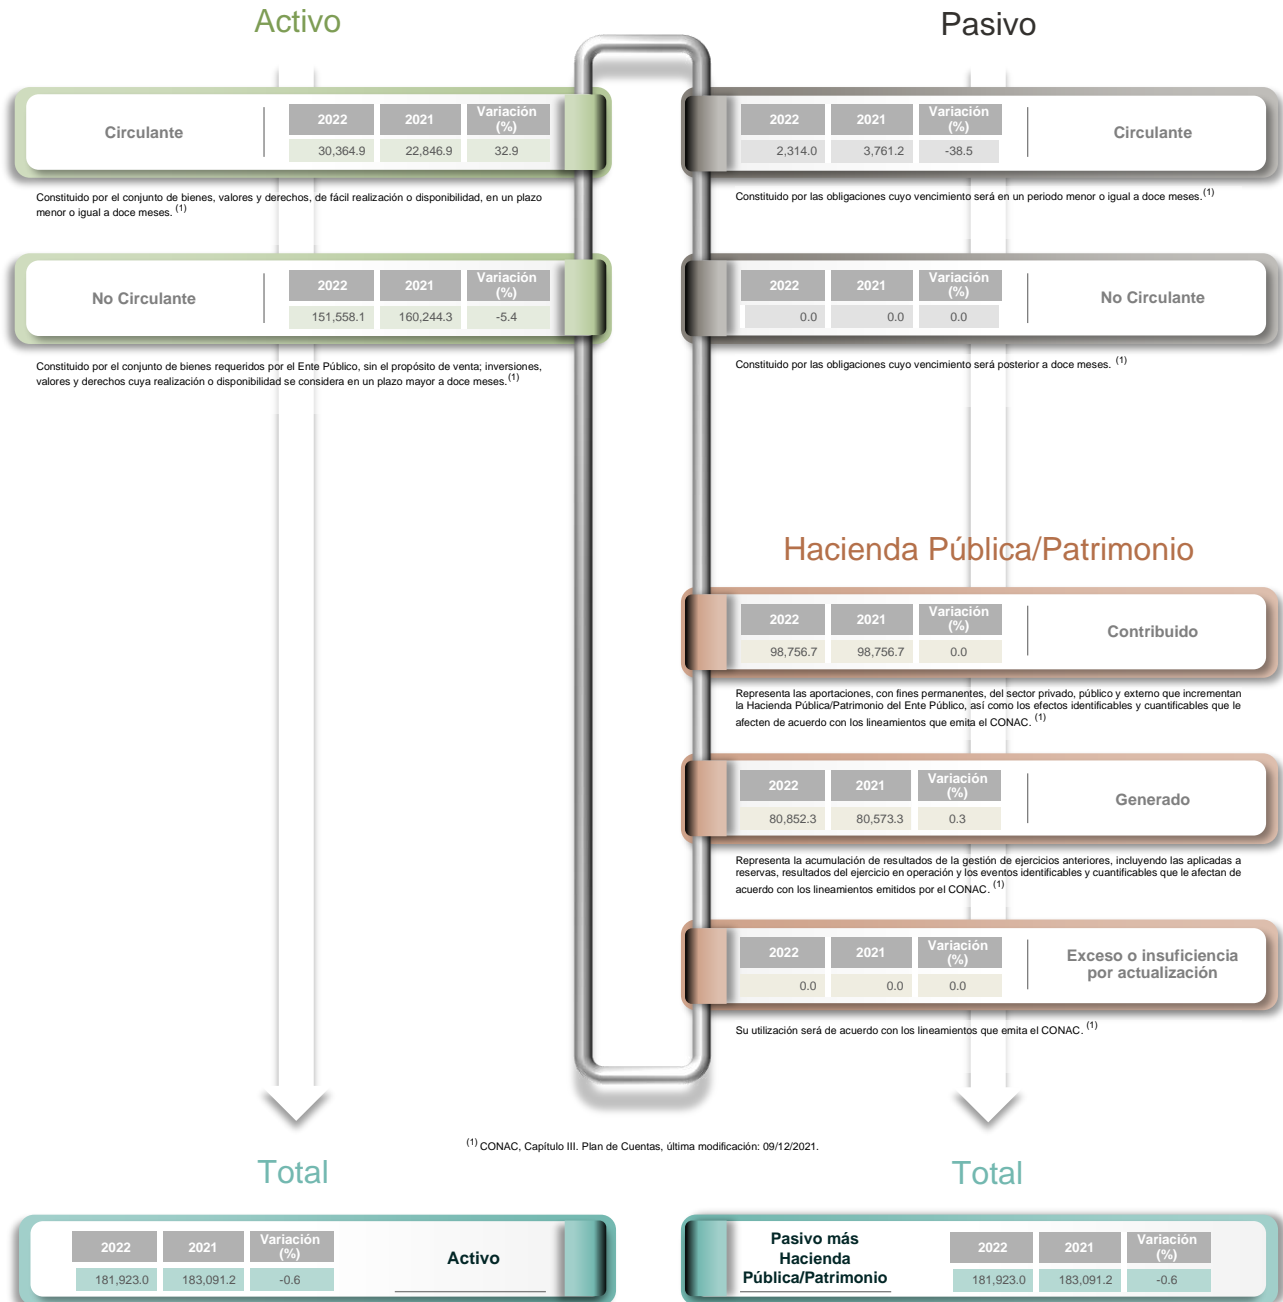 Activo
Circulante
2022 2021 Variación (%)
30,364.9 22,846.9 32.9
Constituido por el conjunto de bienes, valores y derechos, de fácil realización o disponibilidad, en un plazo
menor o igual a doce meses. (1)
No Circulante
2022 2021 Variación (%)
151,558.1 160,244.3 -5.4
Constituido por el conjunto de bienes requeridos por el Ente Público, sin el propósito de venta; inversiones,
valores y derechos cuya realización o disponibilidad se considera en un plazo mayor a doce meses. (1)
Pasivo
2022 2021 Variación (%)
2,314.0 3,761.2 -38.5
Circulante
Constituido por las obligaciones cuyo vencimiento será en un periodo menor o igual a doce meses. (1)
2022 2021 Variación (%)
0.0 0.0 0.0
No Circulante
Constituido por las obligaciones cuyo vencimiento será posterior a doce meses. (1)
Hacienda Pública/Patrimonio
2022 2021 Variación (%)
98,756.7 98,756.7 0.0
Contribuido
Representa las aportaciones, con fines permanentes, del sector privado, público y externo que incrementan
la Hacienda Pública/Patrimonio del Ente Público, así como los efectos identificables y cuantificables que le
afecten de acuerdo con los lineamientos que emita el CONAC. (1)
2022 2021 Variación (%)
80,852.3 80,573.3 0.3
Generado
Representa la acumulación de resultados de la gestión de ejercicios anteriores, incluyendo las aplicadas a
reservas, resultados del ejercicio en operación y los eventos identificables y cuantificables que le afectan de
acuerdo con los lineamientos emitidos por el CONAC. (1)
2022 2021 Variación (%)
0.0 0.0 0.0
Exceso o insuficiencia
por actualización
Su utilización será de acuerdo con los lineamientos que emita el CONAC. (1)
(1) CONAC, Capítulo III. Plan de Cuentas, última modificación: 09/12/2021.
Total
2022 2021 Variación (%)
181,923.0 183,091.2 -0.6
Activo
Total
Pasivo más
Hacienda
Pública/Patrimonio
2022 2021 Variación (%)
181,923.0 183,091.2 -0.6